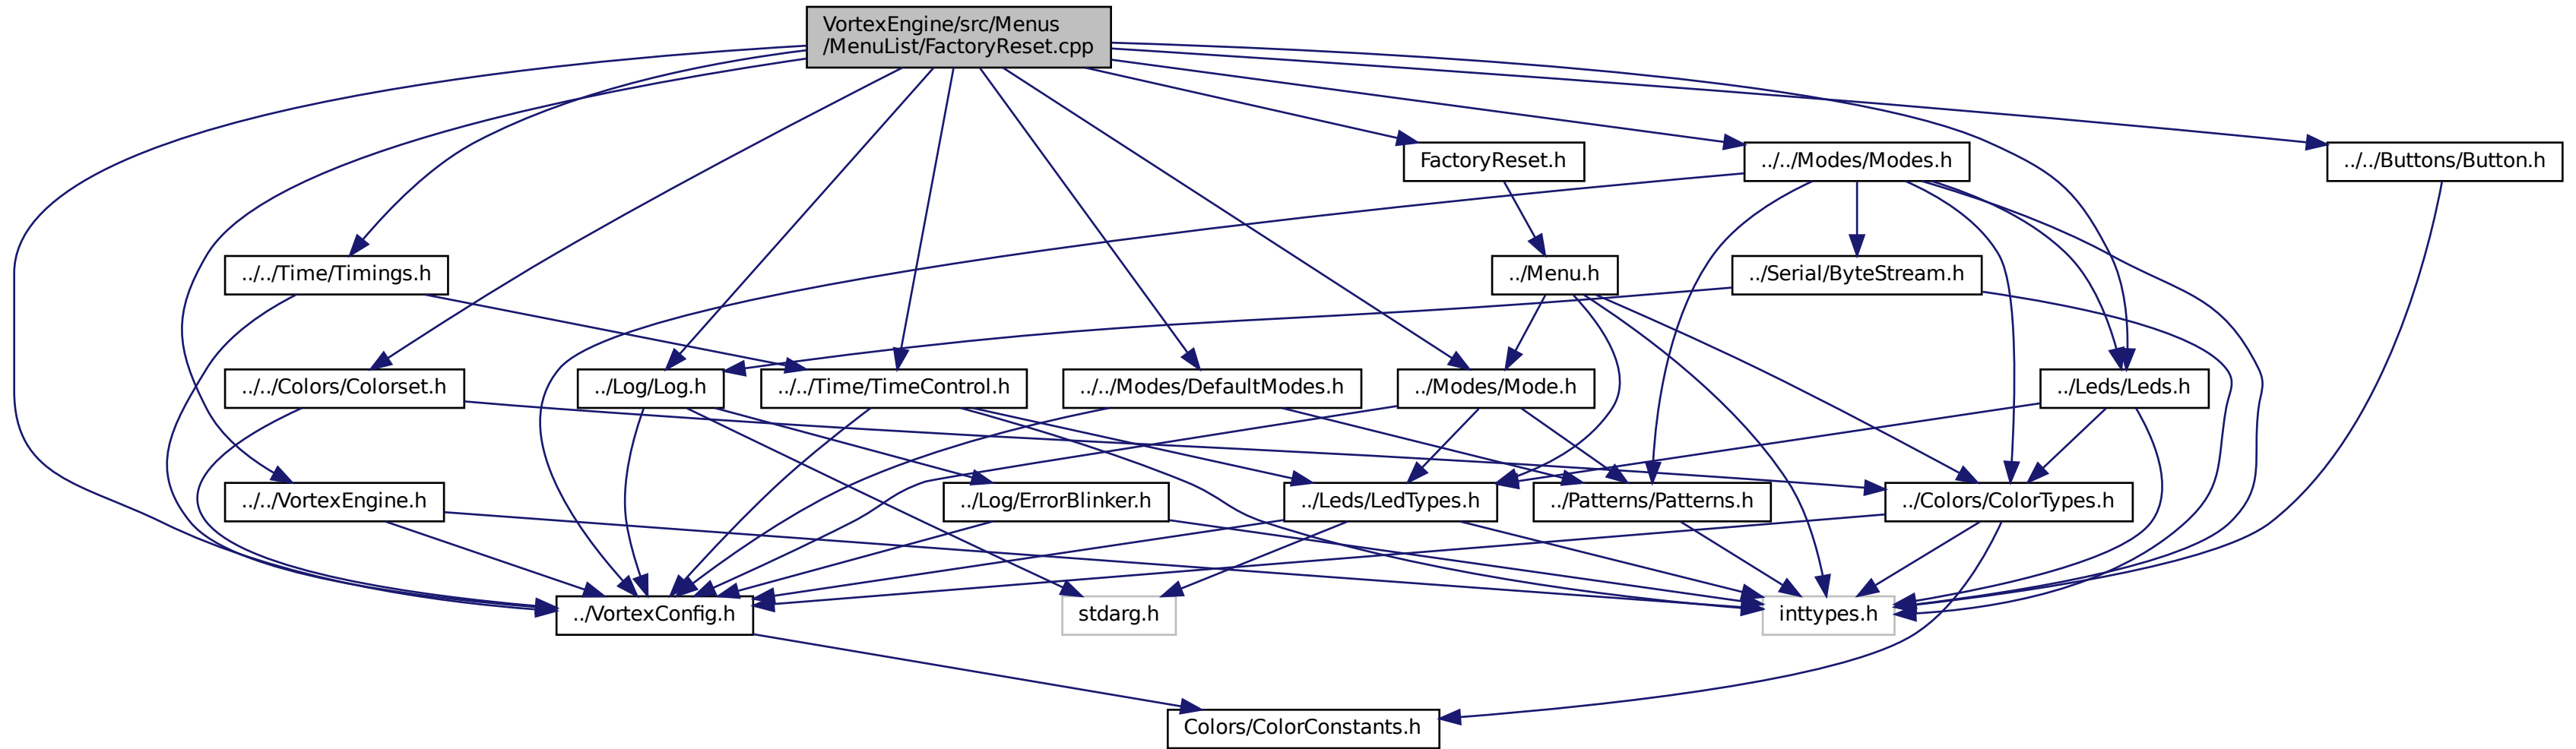 VortexEngine/src/Menus
/MenuList/FactoryReset.cpp
FactoryReset.h
../../Modes/Modes.h
../../Buttons/Button.h
../../Time/Timings.h
../Menu.h
../Serial/ByteStream.h
../../Colors/Colorset.h
../Log/Log.h
../../Time/TimeControl.h
../../Modes/DefaultModes.h
../Modes/Mode.h
../Leds/Leds.h
../../VortexEngine.h
../Log/ErrorBlinker.h
../Leds/LedTypes.h
../Patterns/Patterns.h
../Colors/ColorTypes.h
../VortexConfig.h
stdarg.h
inttypes.h
Colors/ColorConstants.h